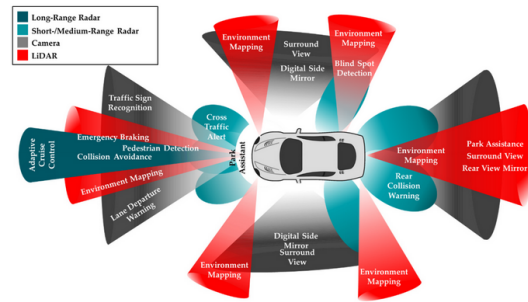 Long-Range Radar
Short-/Medium-Range Radar
Camera
LiDAR
Environment
Mapping
Surround
View
Digital Side
Mirror
Environment
Mapping
Blind Spot
Detection
Traffic Sign
Recognition
Cross
Traffic
Alert
Adaptive
Cruise
Control
Emergency Braking
Pedestrian Detection
Collision Avoidance
Environment Mapping
Lane Departure
Warning
Park
Assistant
Environment
Mapping
Rear
Collision
Warning
Park Assistance
Surround View
Rear View Mirror
Environment
Mapping
Digital Side
Mirror
Surround
View
Environment
Mapping